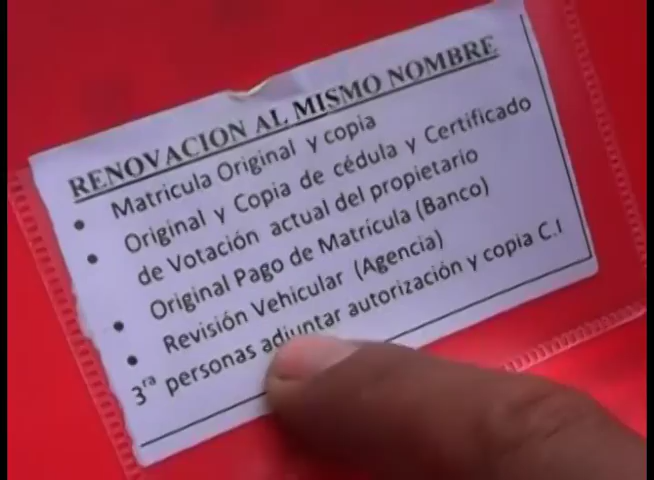 RENOVACION AL MISMO NOMBRE
• Matricula Original y copia
• Original y Copia de cédula y Certificado
de Votación actual del propietario
• Original Pago de Matrícula (Banco)
• Revisión Vehicular (Agencia)
3ra personas adjuntar autorización y copia C.I